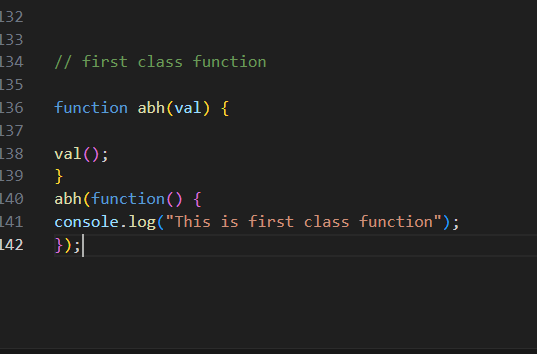 132
133
134 // first class function
135
136 function abh(val) {
137
138 val();
139 }
140 abh(function() {
141 console.log("This is first class function");
142 });